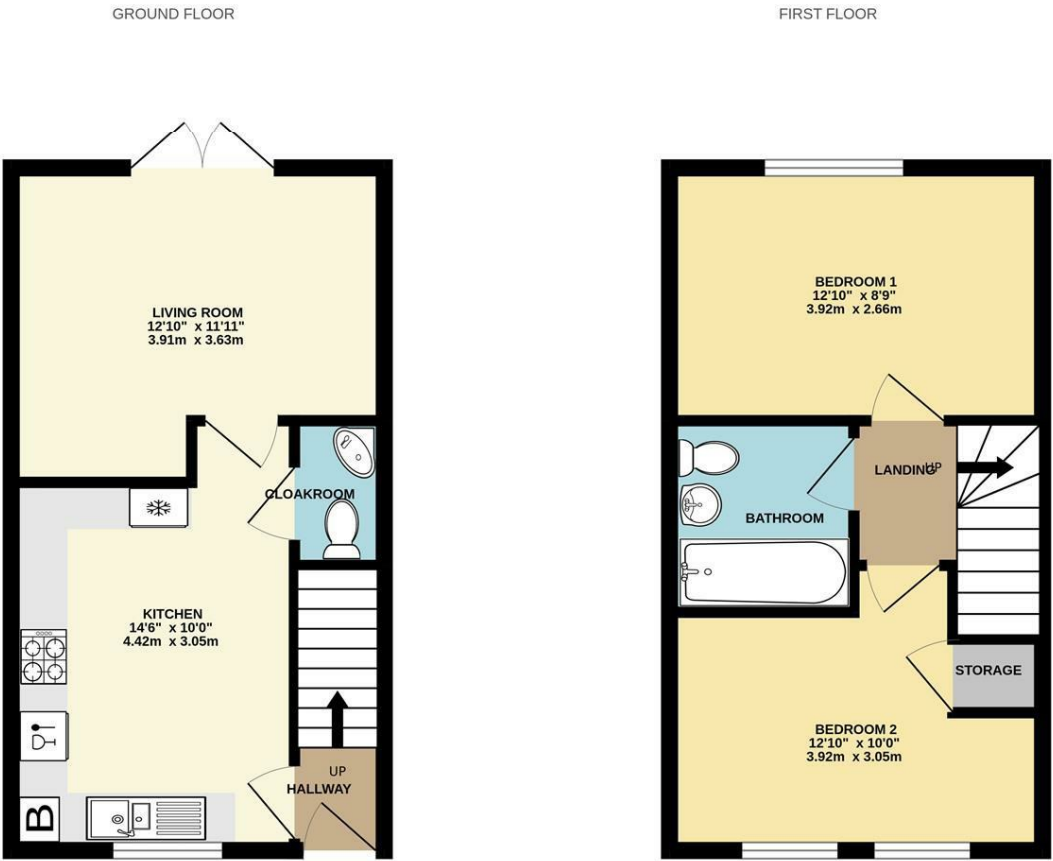 GROUND FLOOR
LIVING ROOM
12'10" x 11'11"
3.91m x 3.63m
CLOAKROOM
KITCHEN
14'6" x 10'0"
4.42m x 3.05m
UP
HALLWAY
B
FIRST FLOOR
BEDROOM 1
12'10" x 8'9"
3.92m x 2.66m
LANDING
UP
BATHROOM
STORAGE
BEDROOM 2
12'10" x 10'0"
3.92m x 3.05m